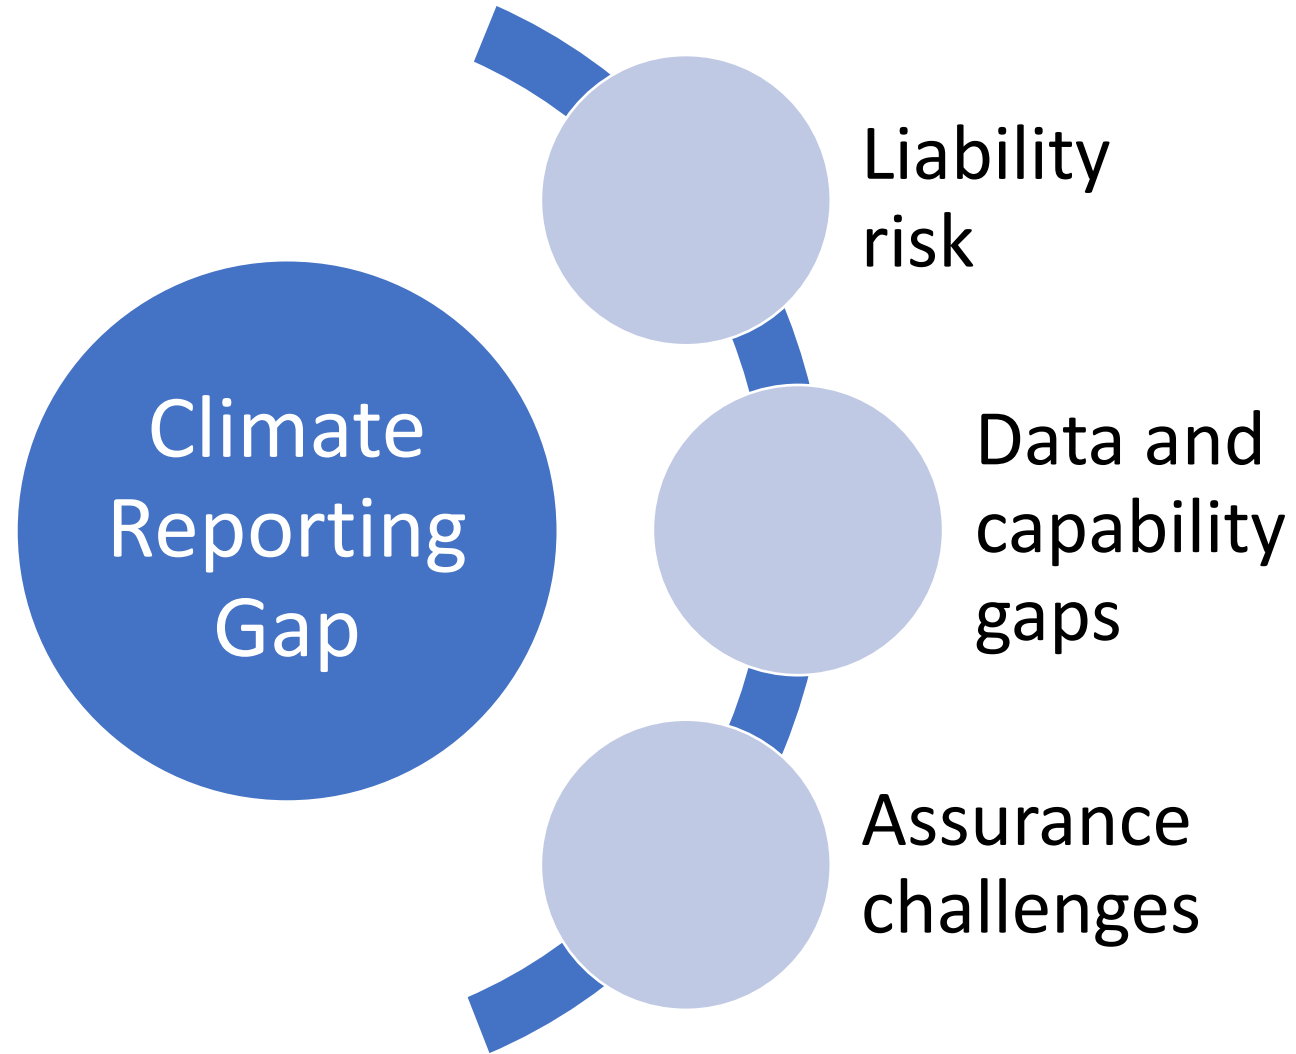 Climate
Reporting
Gap
Liability
risk
Data and
capability
gaps
Assurance
challenges